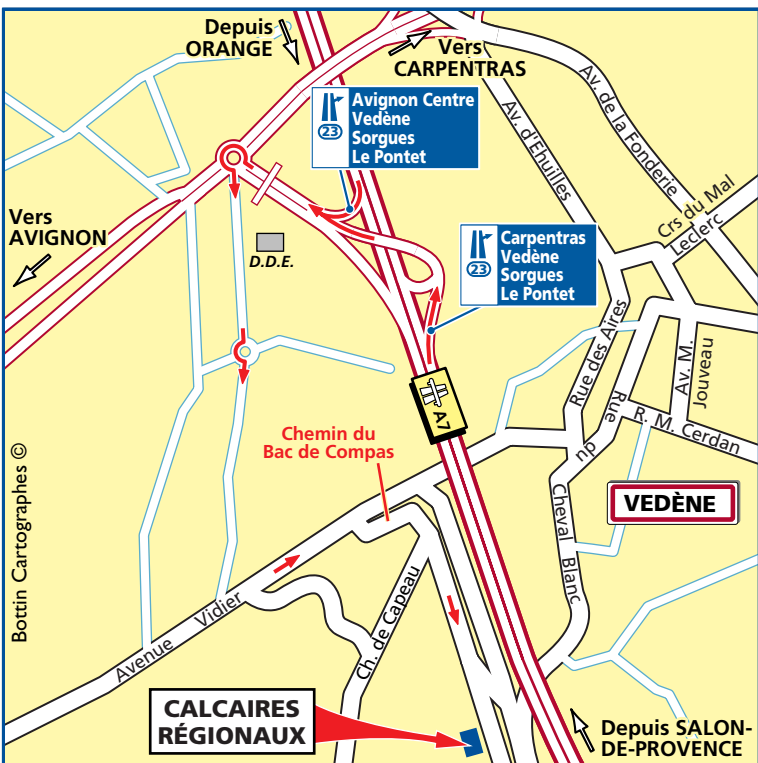 Depuis
ORANGE
Vers
CARPENTRAS
Avignon Centre
Vedène
Sorgues
Le Pontet
23
Av. de la Fonderie
Av. d'Ehuilles
Crs du Mal
Leclerc
Vers
AVIGNON
D.D.E.
Carpentras
Vedène
Sorgues
Le Pontet
23
Rue des Aires
Av. M.
Jouveau
A7
Rue
du
Cheval
Blanc
R. M. Cerdan
Chemin du
Bac de Compas
VEDÈNE
Bottin Cartographes ©
Avenue Vidier
Ch. de Capeau
CALCAIRES
RÉGIONAUX
Depuis SALON-
DE-PROVENCE